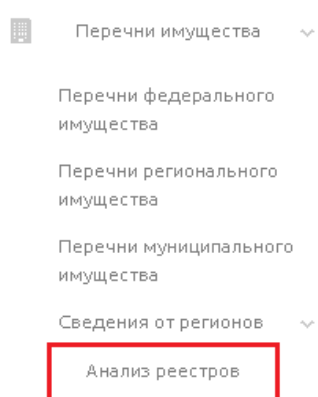 Перечни имущества
Перечни федерального
имущества
Перечни регионального
имущества
Перечни муниципального
имущества
Сведения от регионов
Анализ реестров